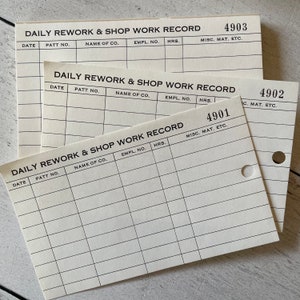 DAILY REWORK & SHOP WORK RECORD 4903
DATE PATT NO. NAME OF CO. EMPL. NO. HRS. MISC. MAT. ETC.
DAILY REWORK & SHOP WORK RECORD 4902
DATE PATT. NO. NAME OF CO. EMPL. NO. HRS. MISC. MAT. ETC.
DAILY REWORK & SHOP WORK RECORD 4901
DATE PATT. NO. NAME OF CO. EMPL. NO. HRS. MISC. MAT. ETC.